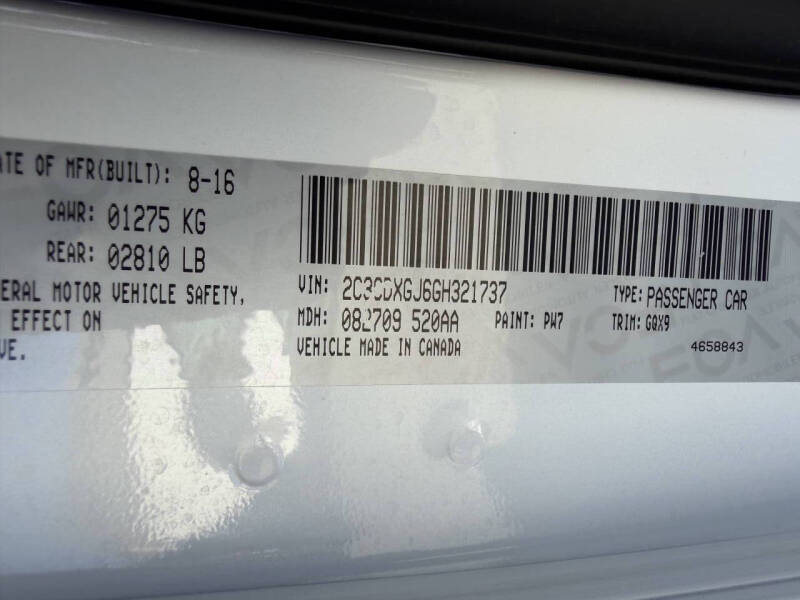 ATE OF MFR(BUILT): 8-16
GAWR: 01275 KG
REAR: 02810 LB
ERAL MOTOR VEHICLE SAFETY,
EFFECT ON
VE.
VIN: 2C3CDXGJ6GH321737
TYPE: PASSENGER CAR
MDH: 082709 520AA PAINT: PW7 TRIM: GQX9
VEHICLE MADE IN CANADA
4658843
FCA